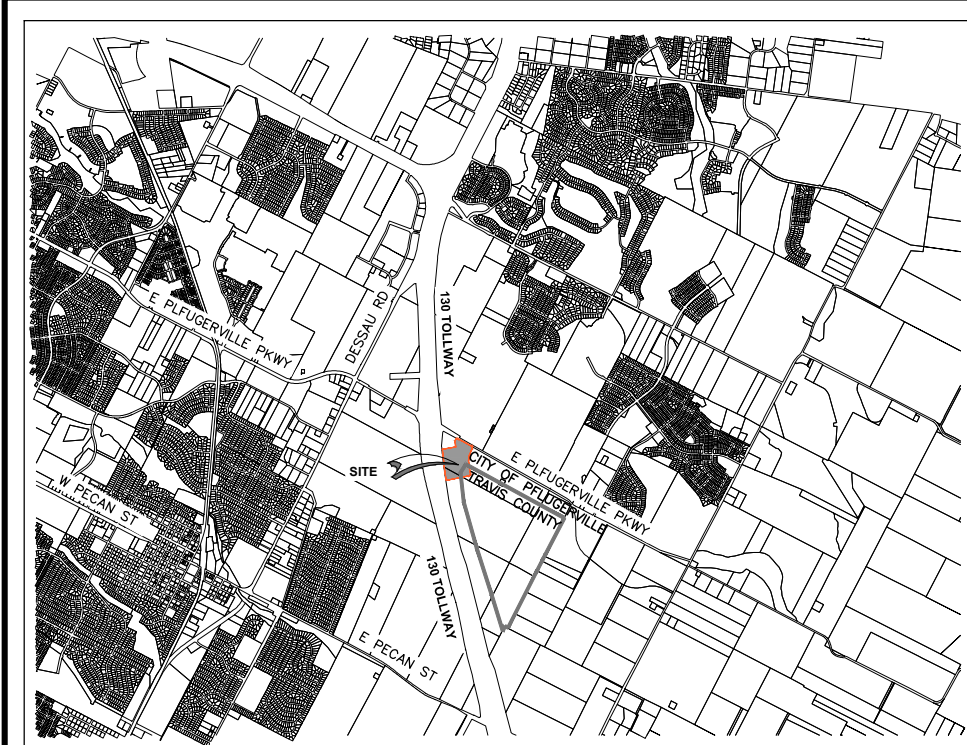 130 TOLLWAY
DESSAU RD
E PLFUGERVILLE PKWY
SITE
E PLFUGERVILLE PKWY
CITY OF PFLUGERVILLE
TRAVIS COUNTY
W PECAN ST
130 TOLLWAY
E PECAN ST